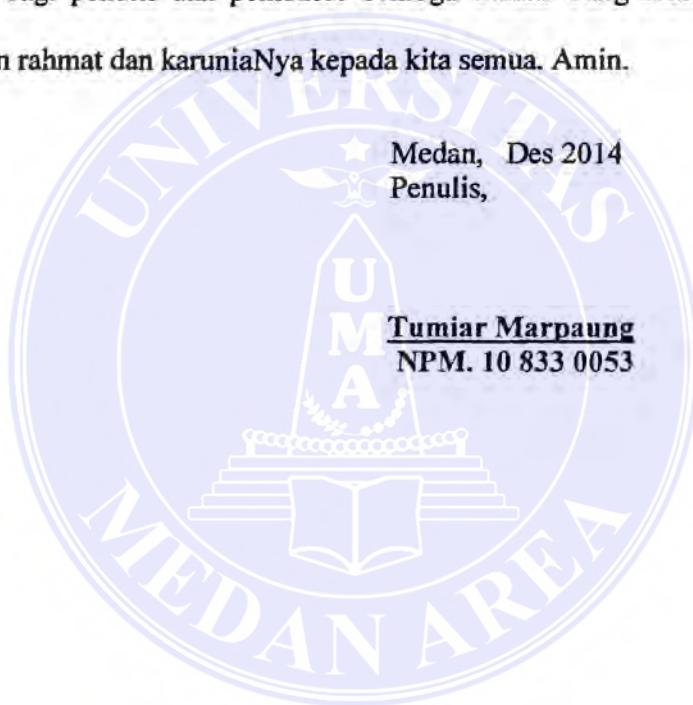 n rahmat dan karuniaNya kepada kita semua. Amin.
Medan, Des 2014
Penulis,
Tumiar Marpaung
NPM. 10 833 0053
UNIVERSITAS
UMA
MEDAN AREA